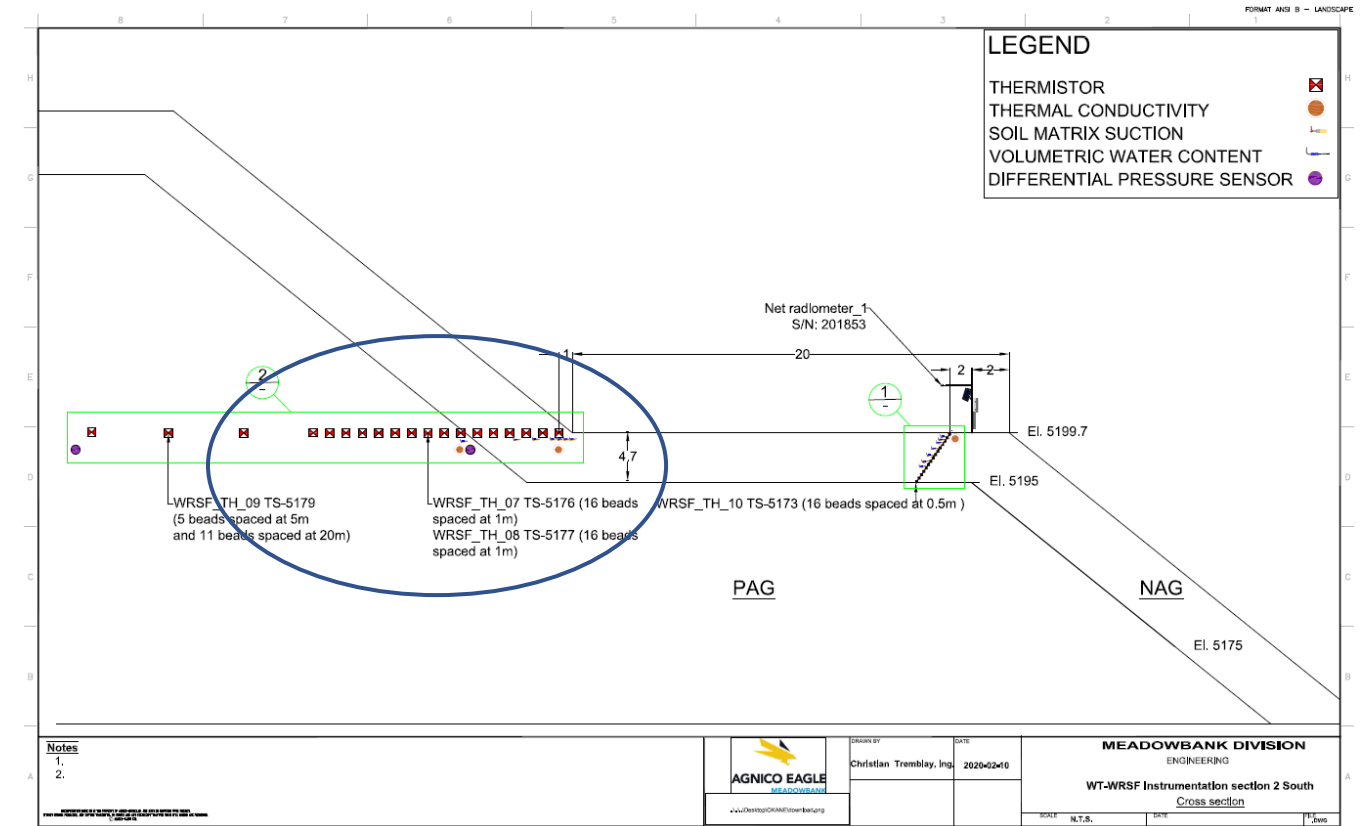 FORMAT ANSI B – LANDSCAPE
8 7 6 5 4 3 2 1
H H
G G
F F
E E
D D
C C
B B
A A
LEGEND
THERMISTOR
THERMAL CONDUCTIVITY
SOIL MATRIX SUCTION
VOLUMETRIC WATER CONTENT
DIFFERENTIAL PRESSURE SENSOR
Net radiometer_1
S/N: 201853
1
20
2
2
2
-
1
-
El. 5199.7
4,7
El. 5195
WRSF_TH_09 TS-5179
(5 beads spaced at 5m
and 11 beads spaced at 20m)
WRSF_TH_07 TS-5176 (16 beads
spaced at 1m)
WRSF_TH_08 TS-5177 (16 beads
spaced at 1m)
WRSF_TH_10 TS-5173 (16 beads spaced at 0.5m )
PAG
NAG
El. 5175
Notes
1.
2.
AGNICO EAGLE
MEADOWBANK
DRAWN BY
Christian Tremblay, ing.
DATE
2020-02-10
MEADOWBANK DIVISION
ENGINEERING
WT-WRSF Instrumentation section 2 South
Cross section
SCALE
N.T.S.
DATE